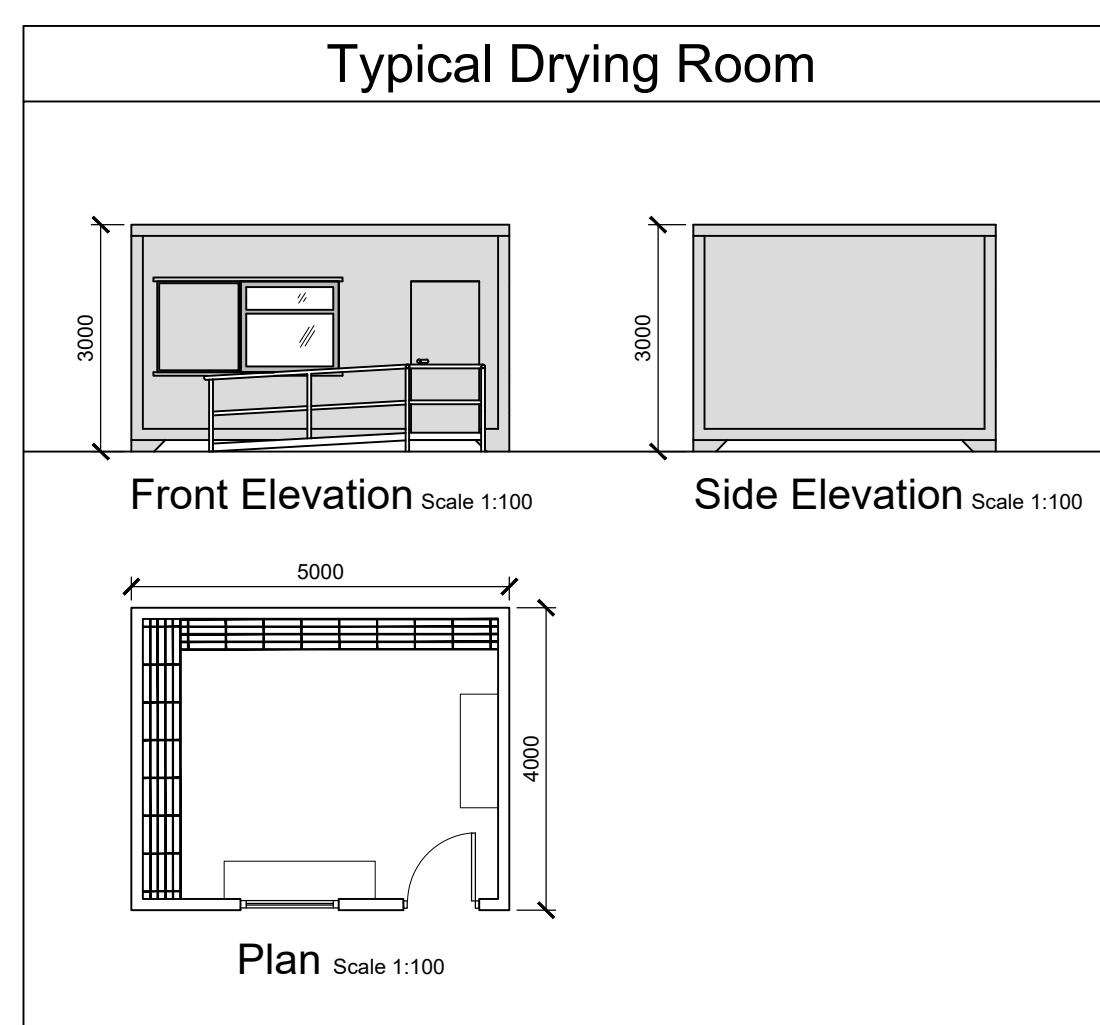 Typical Drying Room
3000
3000
Front Elevation Scale 1:100
Side Elevation Scale 1:100
5000
4000
Plan Scale 1:100